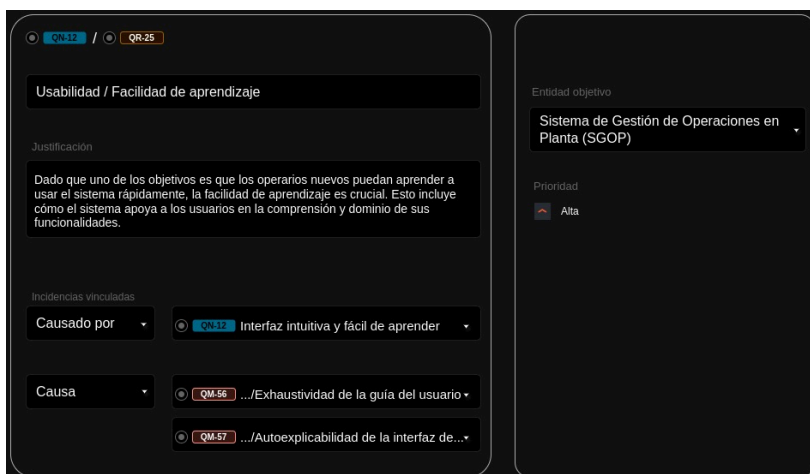 QN-12 / QR-25
Usabilidad / Facilidad de aprendizaje
Justificación
Dado que uno de los objetivos es que los operarios nuevos puedan aprender a
usar el sistema rápidamente, la facilidad de aprendizaje es crucial. Esto incluye
cómo el sistema apoya a los usuarios en la comprensión y dominio de sus
funcionalidades.
Incidencias vinculadas
Causado por
QN-12 Interfaz intuitiva y fácil de aprender
Causa
QM-56 .../Exhaustividad de la guía del usuario
QM-57 .../Autoexplicabilidad de la interfaz de...
Entidad objetivo
Sistema de Gestión de Operaciones en
Planta (SGOP)
Prioridad
Alta